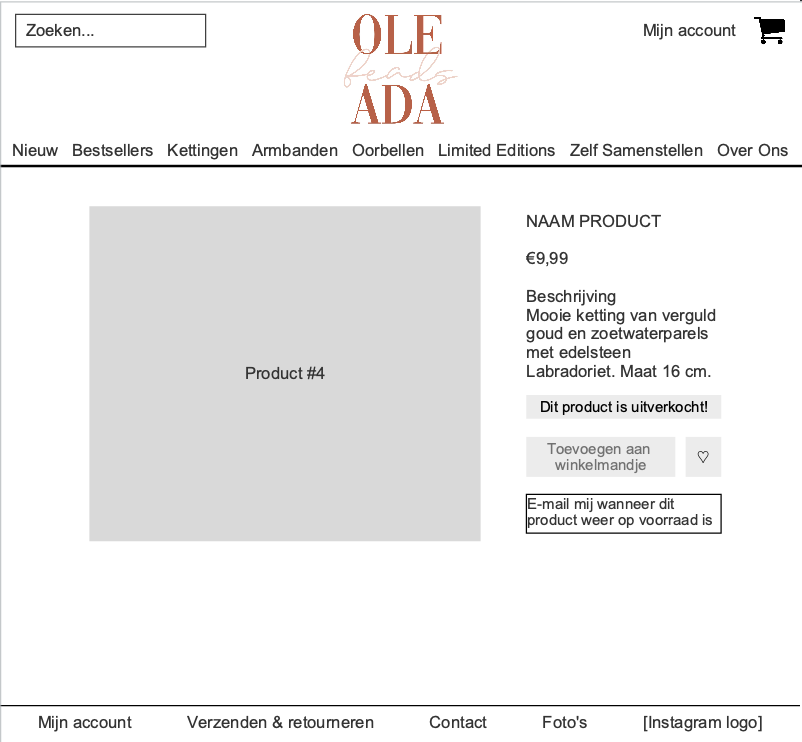 Zoeken...
OLE
beads
ADA
Mijn account
Nieuw Bestsellers Kettingen Armbanden Oorbellen Limited Editions Zelf Samenstellen Over Ons
Product #4
NAAM PRODUCT
€9,99
Beschrijving
Mooie ketting van verguld
goud en zoetwaterparels
met edelsteen
Labradoriet. Maat 16 cm.
Dit product is uitverkocht!
Toevoegen aan
winkelmandje
♡
E-mail mij wanneer dit
product weer op voorraad is
Mijn account Verzenden & retourneren Contact Foto's [Instagram logo]